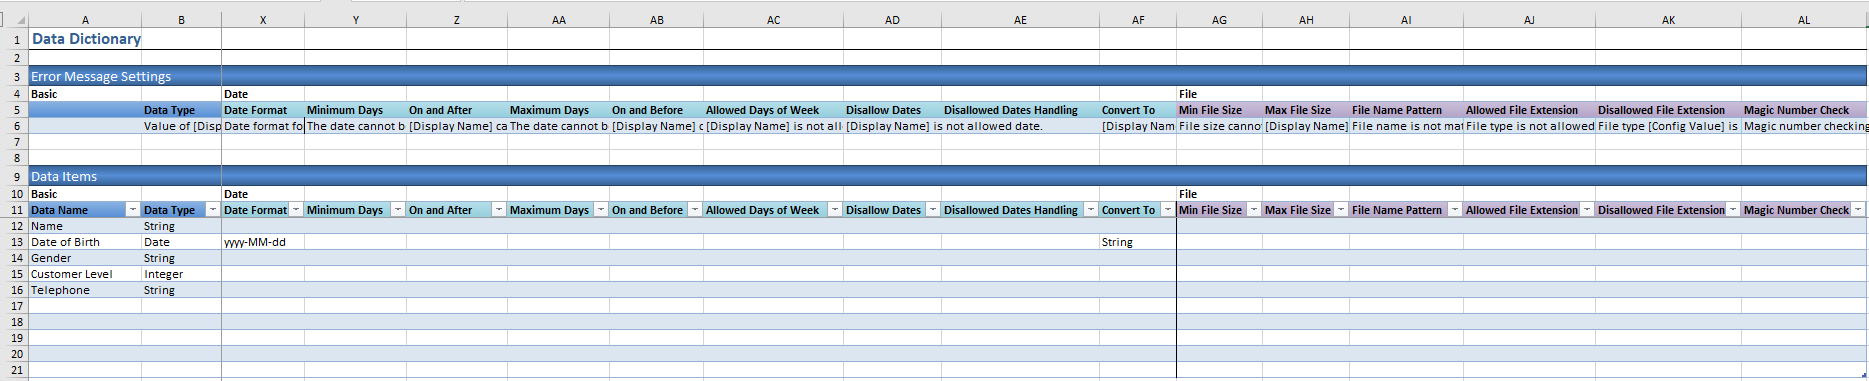 A B X Y Z AA AB AC AD AE AF AG AH AI AJ AK AL
1 Data Dictionary
2
3 Error Message Settings
4 Basic Date File
5 Data Type Date Format Minimum Days On and After Maximum Days On and Before Allowed Days of Week Disallow Dates Disallowed Dates Handling Convert To Min File Size Max File Size File Name Pattern Allowed File Extension Disallowed File Extension Magic Number Check
6 Value of [Disp Date format fo The date cannot b [Display Name] ca The date cannot b [Display Name] c [Display Name] is not all [Display Name] is not allowed date. [Display Nam File size canno [Display Name] File name is not mat File type is not allowed File type [Config Value] is Magic number checking
7
8
9 Data Items
10 Basic Date File
11 Data Name Data Type Date Format Minimum Days On and After Maximum Days On and Before Allowed Days of Week Disallow Dates Disallowed Dates Handling Convert To Min File Size Max File Size File Name Pattern Allowed File Extension Disallowed File Extension Magic Number Check
12 Name String
13 Date of Birth Date yyyy-MM-dd String
14 Gender String
15 Customer Level Integer
16 Telephone String
17
18
19
20
21